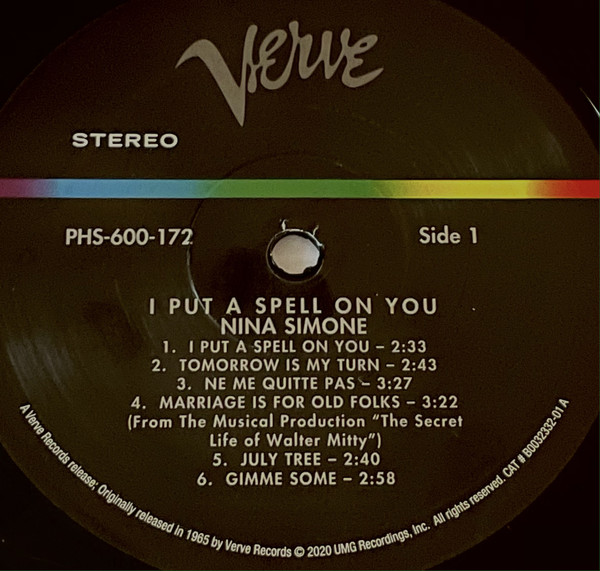 Verve
STEREO
PHS-600-172
Side 1
I PUT A SPELL ON YOU
NINA SIMONE
1. I PUT A SPELL ON YOU – 2:33
2. TOMORROW IS MY TURN – 2:43
3. NE ME QUITTE PAS – 3:27
4. MARRIAGE IS FOR OLD FOLKS – 3:22
(From The Musical Production “The Secret
Life of Walter Mitty”)
5. JULY TREE – 2:40
6. GIMME SOME – 2:58
A Verve Records release; Originally released in 1965 by Verve Records © 2020 UMG Recordings, Inc. All rights reserved. CAT # B0032332-01 A